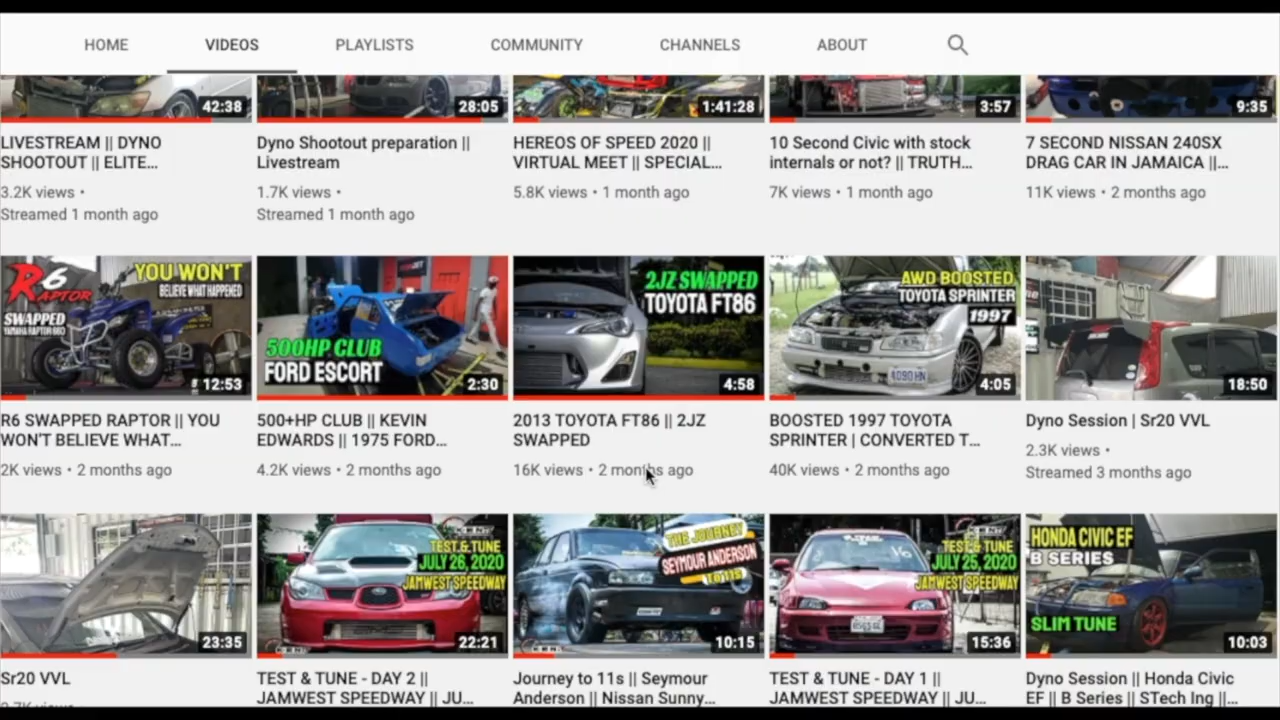 HOME VIDEOS PLAYLISTS COMMUNITY CHANNELS ABOUT
42:38 28:05 1:41:28 3:57 9:35
LIVESTREAM || DYNO
SHOOTOUT || ELITE...
3.2K views •
Streamed 1 month ago
Dyno Shootout preparation ||
Livestream
1.7K views •
Streamed 1 month ago
HEREOS OF SPEED 2020 ||
VIRTUAL MEET || SPECIAL...
5.8K views • 1 month ago
10 Second Civic with stock
internals or not? || TRUTH...
7K views • 1 month ago
7 SECOND NISSAN 240SX
DRAG CAR IN JAMAICA ||...
11K views • 2 months ago
R6
RAPTOR
SWAPPED
YAMAHA RAPTOR 660
YOU WON'T
BELIEVE WHAT HAPPENED
12:53
R6 SWAPPED RAPTOR || YOU
WON'T BELIEVE WHAT...
2K views • 2 months ago
500HP CLUB
FORD ESCORT
2:30
500+HP CLUB || KEVIN
EDWARDS || 1975 FORD...
4.2K views • 2 months ago
2JZ SWAPPED
TOYOTA FT86
4:58
2013 TOYOTA FT86 || 2JZ
SWAPPED
16K views • 2 months ago
AWD BOOSTED
TOYOTA SPRINTER
1997
4090 HN
4:05
BOOSTED 1997 TOYOTA
SPRINTER | CONVERTED T...
40K views • 2 months ago
18:50
Dyno Session | Sr20 VVL
2.3K views •
Streamed 3 months ago
23:35
Sr20 VVL
TEST & TUNE
JULY 26, 2020
JAMWEST SPEEDWAY
22:21
TEST & TUNE - DAY 2 ||
JAMWEST SPEEDWAY || JU...
THE JOURNEY
SEYMOUR ANDERSON
TO 11s
10:15
Journey to 11s || Seymour
Anderson || Nissan Sunny...
TEST & TUNE
JULY 25, 2020
JAMWEST SPEEDWAY
15:36
TEST & TUNE - DAY 1 ||
JAMWEST SPEEDWAY || JU...
HONDA CIVIC EF
B SERIES
SLIM TUNE
10:03
Dyno Session || Honda Civic
EF || B Series || STech Ing ||...